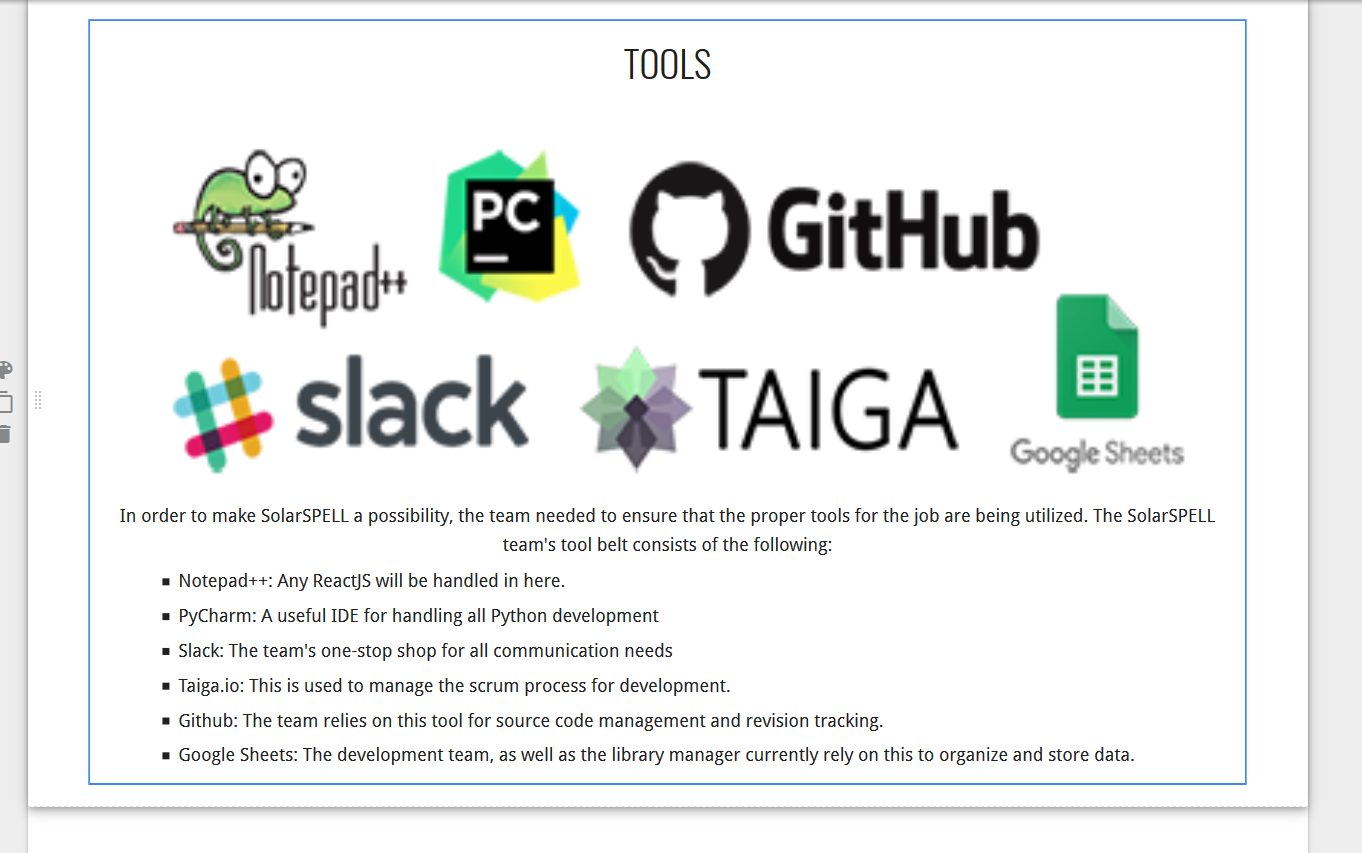 TOOLS
Notepad++
PC
GitHub
slack
TAIGA
Google Sheets
In order to make SolarSPELL a possibility, the team needed to ensure that the proper tools for the job are being utilized. The SolarSPELL
team's tool belt consists of the following:
Notepad++: Any ReactJS will be handled in here.
PyCharm: A useful IDE for handling all Python development
Slack: The team's one-stop shop for all communication needs
Taiga.io: This is used to manage the scrum process for development.
Github: The team relies on this tool for source code management and revision tracking.
Google Sheets: The development team, as well as the library manager currently rely on this to organize and store data.